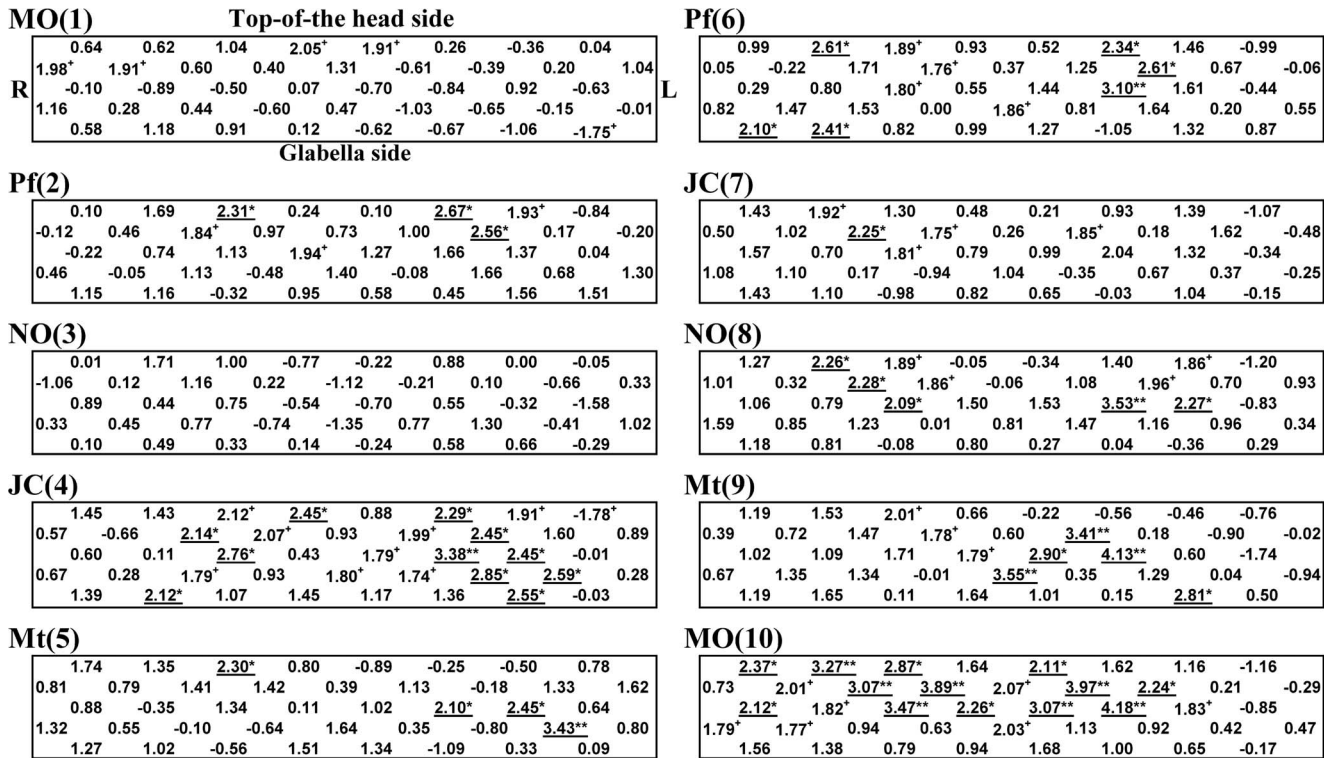 MO(1)
Top-of-the head side
0.64 0.62 1.04 2.05+ 1.91+ 0.26 -0.36 0.04
1.98+ 1.91+ 0.60 0.40 1.31 -0.61 -0.39 0.20 1.04
R -0.10 -0.89 -0.50 0.07 -0.70 -0.84 0.92 -0.63 L
1.16 0.28 0.44 -0.60 0.47 -1.03 -0.65 -0.15 -0.01
0.58 1.18 0.91 0.12 -0.62 -0.67 -1.06 -1.75+
Glabella side
Pf(2)
0.10 1.69 2.31* 0.24 0.10 2.67* 1.93+ -0.84
-0.12 0.46 1.84+ 0.97 0.73 1.00 2.56* 0.17 -0.20
-0.22 0.74 1.13 1.94+ 1.27 1.66 1.37 0.04
0.46 -0.05 1.13 -0.48 1.40 -0.08 1.66 0.68 1.30
1.15 1.16 -0.32 0.95 0.58 0.45 1.56 1.51
NO(3)
0.01 1.71 1.00 -0.77 -0.22 0.88 0.00 -0.05
-1.06 0.12 1.16 0.22 -1.12 -0.21 0.10 -0.66 0.33
0.89 0.44 0.75 -0.54 -0.70 0.55 -0.32 -1.58
0.33 0.45 0.77 -0.74 -1.35 0.77 1.30 -0.41 1.02
0.10 0.49 0.33 0.14 -0.24 0.58 0.66 -0.29
JC(4)
1.45 1.43 2.12+ 2.45* 0.88 2.29* 1.91+ -1.78+
0.57 -0.66 2.14* 2.07+ 0.93 1.99+ 2.45* 1.60 0.89
0.60 0.11 2.76* 0.43 1.79+ 3.38** 2.45* -0.01
0.67 0.28 1.79+ 0.93 1.80+ 1.74+ 2.85* 2.59* 0.28
1.39 2.12* 1.07 1.45 1.17 1.36 2.55* -0.03
Mt(5)
1.74 1.35 2.30* 0.80 -0.89 -0.25 -0.50 0.78
0.81 0.79 1.41 1.42 0.39 1.13 -0.18 1.33 1.62
0.88 -0.35 1.34 0.11 1.02 2.10* 2.45* 0.64
1.32 0.55 -0.10 -0.64 1.64 0.35 -0.80 3.43** 0.80
1.27 1.02 -0.56 1.51 1.34 -1.09 0.33 0.09
Pf(6)
0.99 2.61* 1.89+ 0.93 0.52 2.34* 1.46 -0.99
0.05 -0.22 1.71 1.76+ 0.37 1.25 2.61* 0.67 -0.06
0.29 0.80 1.80+ 0.55 1.44 3.10** 1.61 -0.44
0.82 1.47 1.53 0.00 1.86+ 0.81 1.64 0.20 0.55
2.10* 2.41* 0.82 0.99 1.27 -1.05 1.32 0.87
JC(7)
1.43 1.92+ 1.30 0.48 0.21 0.93 1.39 -1.07
0.50 1.02 2.25* 1.75+ 0.26 1.85+ 0.18 1.62 -0.48
1.57 0.70 1.81+ 0.79 0.99 2.04 1.32 -0.34
1.08 1.10 0.17 -0.94 1.04 -0.35 0.67 0.37 -0.25
1.43 1.10 -0.98 0.82 0.65 -0.03 1.04 -0.15
NO(8)
1.27 2.26* 1.89+ -0.05 -0.34 1.40 1.86+ -1.20
1.01 0.32 2.28* 1.86+ -0.06 1.08 1.96+ 0.70 0.93
1.06 0.79 2.09* 1.50 1.53 3.53** 2.27* -0.83
1.59 0.85 1.23 0.01 0.81 1.47 1.16 0.96 0.34
1.18 0.81 -0.08 0.80 0.27 0.04 -0.36 0.29
Mt(9)
1.19 1.53 2.01+ 0.66 -0.22 -0.56 -0.46 -0.76
0.39 0.72 1.47 1.78+ 0.60 3.41** 0.18 -0.90 -0.02
1.02 1.09 1.71 1.79+ 2.90* 4.13** 0.60 -1.74
0.67 1.35 1.34 -0.01 3.55** 0.35 1.29 0.04 -0.94
1.19 1.65 0.11 1.64 1.01 0.15 2.81* 0.50
MO(10)
2.37* 3.27** 2.87* 1.64 2.11* 1.62 1.16 -1.16
0.73 2.01+ 3.07** 3.89** 2.07+ 3.97** 2.24* 0.21 -0.29
2.12* 1.82+ 3.47** 2.26* 3.07** 4.18** 1.83+ -0.85
1.79+ 1.77+ 0.94 0.63 2.03+ 1.13 0.92 0.42 0.47
1.56 1.38 0.79 0.94 1.68 1.00 0.65 -0.17